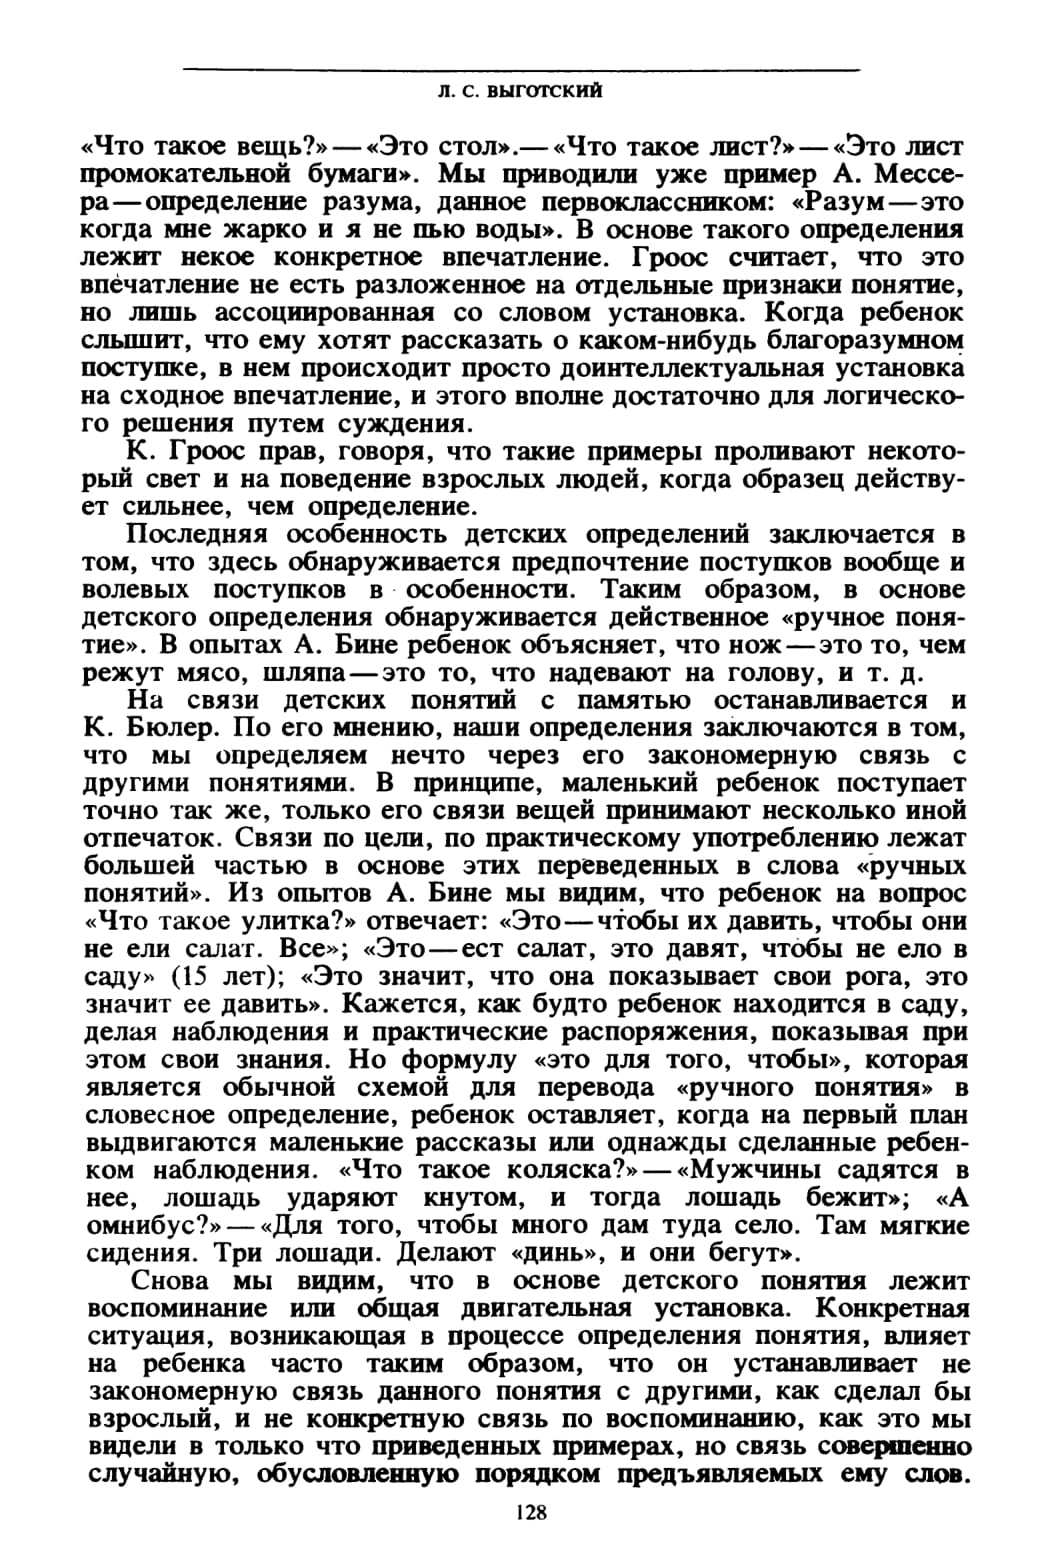 Л. С. ВЫГОТСКИЙ
«Что такое вещь?» — «Это стол».— «Что такое лист?» — «Это лист
промокательной бумаги». Мы приводили уже пример А. Мессе-
ра — определение разума, данное первоклассником: «Разум — это
когда мне жарко и я не пью воды». В основе такого определения
лежит некое конкретное впечатление. Гроос считает, что это
впечатление не есть разложенное на отдельные признаки понятие,
но лишь ассоциированная со словом установка. Когда ребенок
слышит, что ему хотят рассказать о каком-нибудь благоразумном
поступке, в нем происходит просто доинтеллектуальная установка
на сходное впечатление, и этого вполне достаточно для логическо-
го решения путем суждения.
К. Гроос прав, говоря, что такие примеры проливают некото-
рый свет и на поведение взрослых людей, когда образец действу-
ет сильнее, чем определение.
Последняя особенность детских определений заключается в
том, что здесь обнаруживается предпочтение поступков вообще и
волевых поступков в особенности. Таким образом, в основе
детского определения обнаруживается действенное «ручное поня-
тие». В опытах А. Бине ребенок объясняет, что нож — это то, чем
режут мясо, шляпа — это то, что надевают на голову, и т. д.
На связи детских понятий с памятью останавливается и
К. Бюлер. По его мнению, наши определения заключаются в том,
что мы определяем нечто через его закономерную связь с
другими понятиями. В принципе, маленький ребенок поступает
точно так же, только его связи вещей принимают несколько иной
отпечаток. Связи по цели, по практическому употреблению лежат
большей частью в основе этих переведенных в слова «ручных
понятий». Из опытов А. Бине мы видим, что ребенок на вопрос
«Что такое улитка?» отвечает: «Это — чтобы их давить, чтобы они
не ели салат. Все»; «Это — ест салат, это давят, чтобы не ело в
саду» (15 лет); «Это значит, что она показывает свои рога, это
значит ее давить». Кажется, как будто ребенок находится в саду,
делая наблюдения и практические распоряжения, показывая при
этом свои знания. Но формулу «это для того, чтобы», которая
является обычной схемой для перевода «ручного понятия» в
словесное определение, ребенок оставляет, когда на первый план
выдвигаются маленькие рассказы или однажды сделанные ребен-
ком наблюдения. «Что такое коляска?» — «Мужчины садятся в
нее, лошадь ударяют кнутом, и тогда лошадь бежит»; «А
омнибус?» — «Для того, чтобы много дам туда село. Там мягкие
сидения. Три лошади. Делают «динь», и они бегут».
Снова мы видим, что в основе детского понятия лежит
воспоминание или общая двигательная установка. Конкретная
ситуация, возникающая в процессе определения понятия, влияет
на ребенка часто таким образом, что он устанавливает не
закономерную связь данного понятия с другими, как сделал бы
взрослый, и не конкретную связь по воспоминанию, как это мы
видели в только что приведенных примерах, но связь совершенно
случайную, обусловленную порядком предъявляемых ему слов.
128